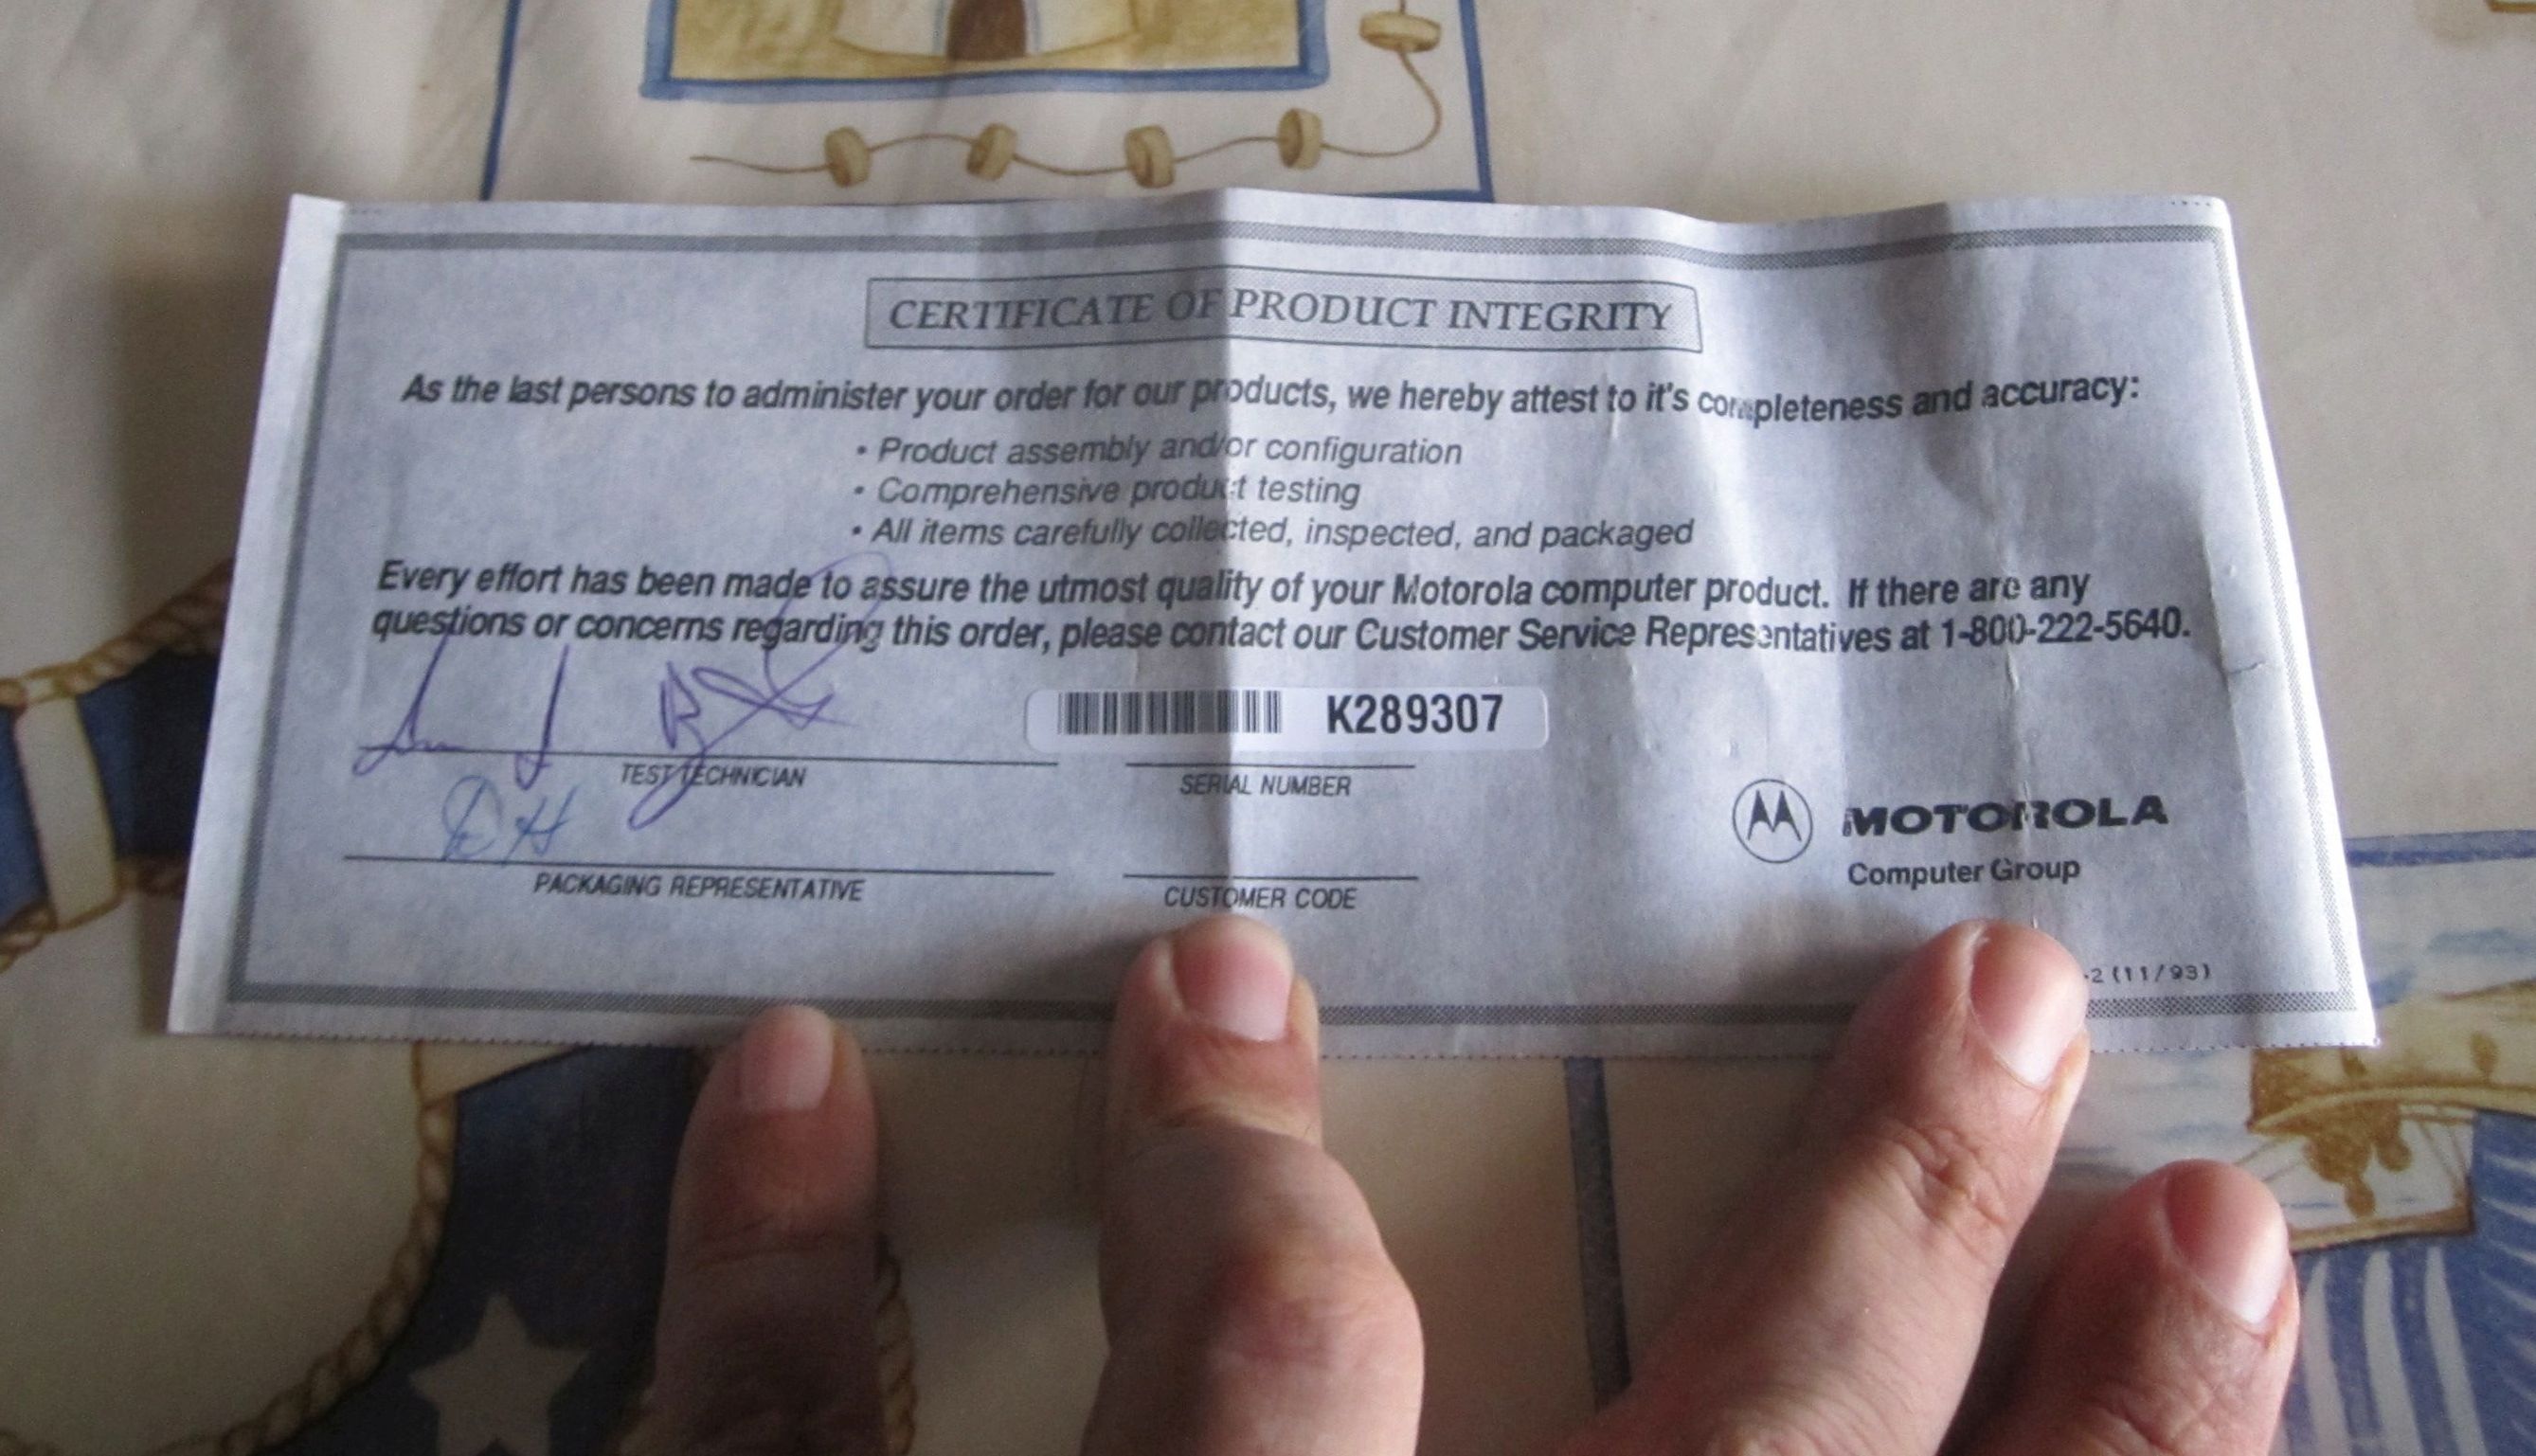 CERTIFICATE OF PRODUCT INTEGRITY
As the last persons to administer your order for our products, we hereby attest to it's completeness and accuracy:
• Product assembly and/or configuration
• Comprehensive product testing
• All items carefully collected, inspected, and packaged
Every effort has been made to assure the utmost quality of your Motorola computer product. If there are any
questions or concerns regarding this order, please contact our Customer Service Representatives at 1-800-222-5640.
K289307
TEST TECHNICIAN
SERIAL NUMBER
DH
PACKAGING REPRESENTATIVE
CUSTOMER CODE
MOTOROLA
Computer Group
-2 (11/93)